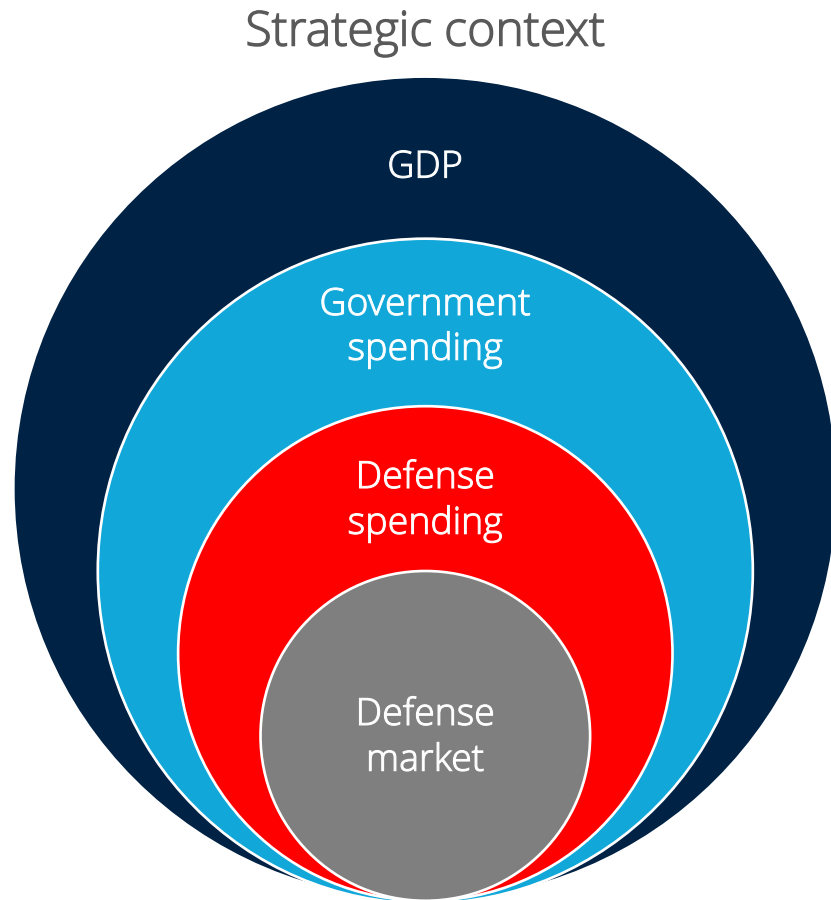 Strategic context
GDP
Government
spending
Defense
spending
Defense
market